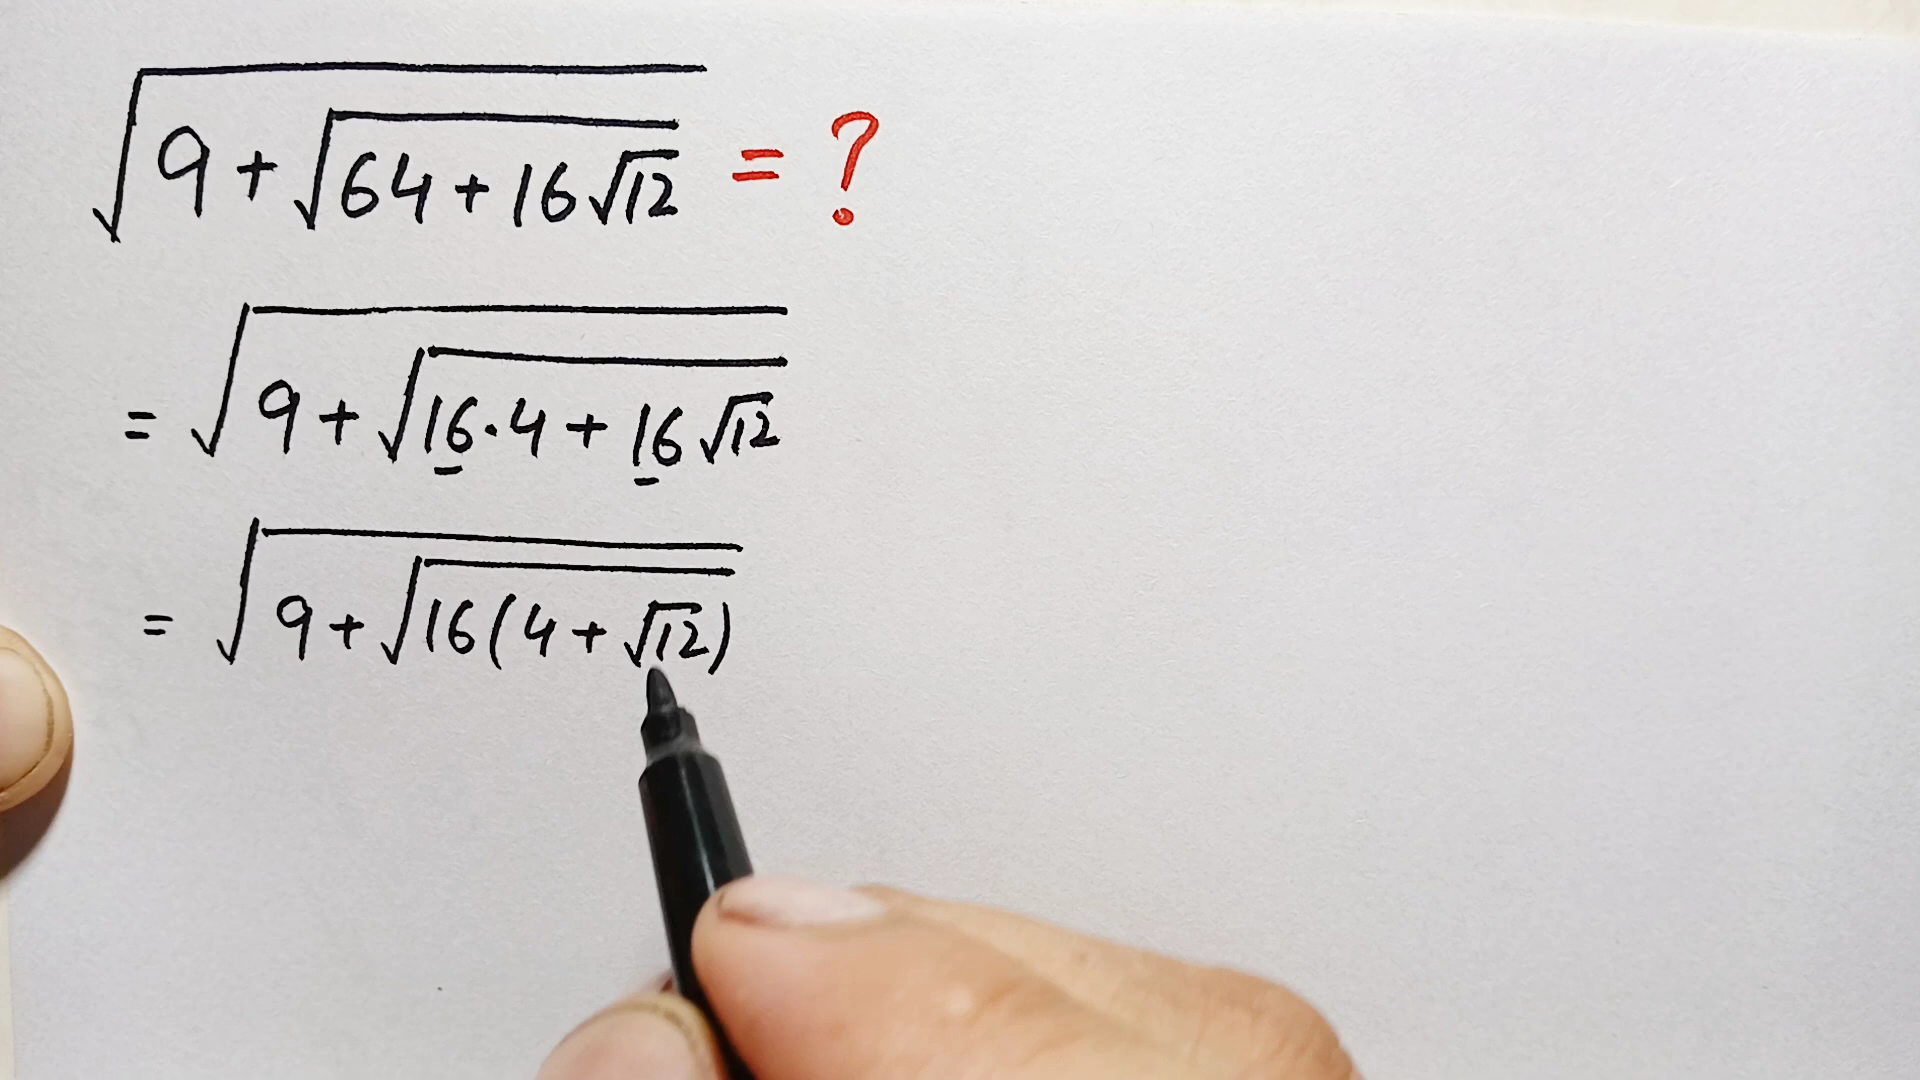 √(9 + √(64 + 16√12)) = ?
= √(9 + √(16·4 + 16√12))
= √(9 + √(16(4 + √12)))